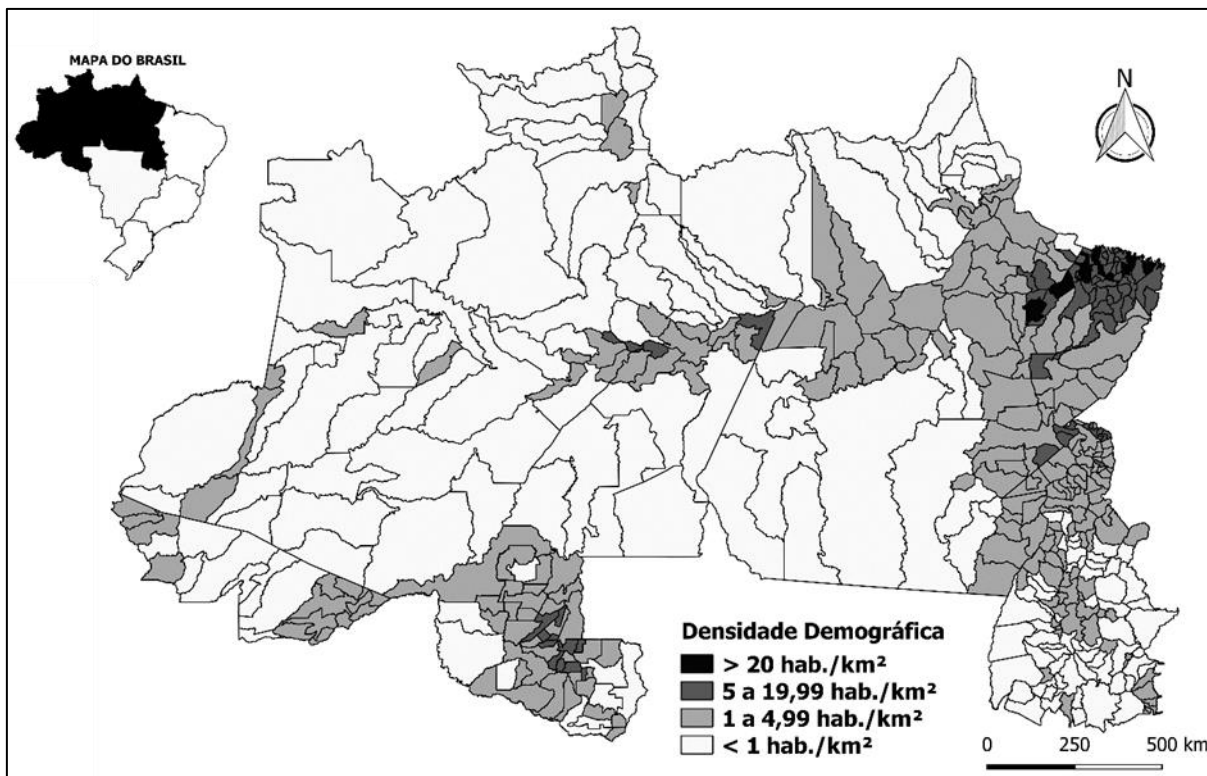 MAPA DO BRASIL
N
Densidade Demográfica
> 20 hab./km²
5 a 19,99 hab./km²
1 a 4,99 hab./km²
< 1 hab./km²
0 250 500 km